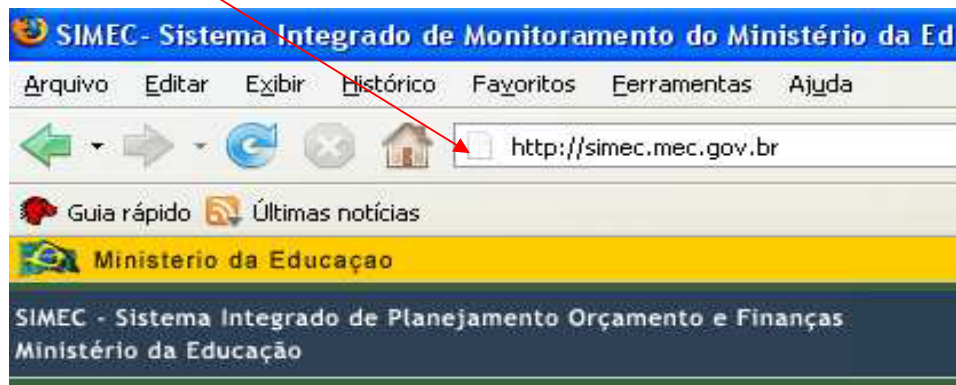 SIMEC - Sistema Integrado de Monitoramento do Ministério da Ed
Arquivo Editar Exibir Histórico Favoritos Ferramentas Ajuda
http://simec.mec.gov.br
Guia rápido Últimas notícias
Ministerio da Educaçao
SIMEC - Sistema Integrado de Planejamento Orçamento e Finanças
Ministério da Educação